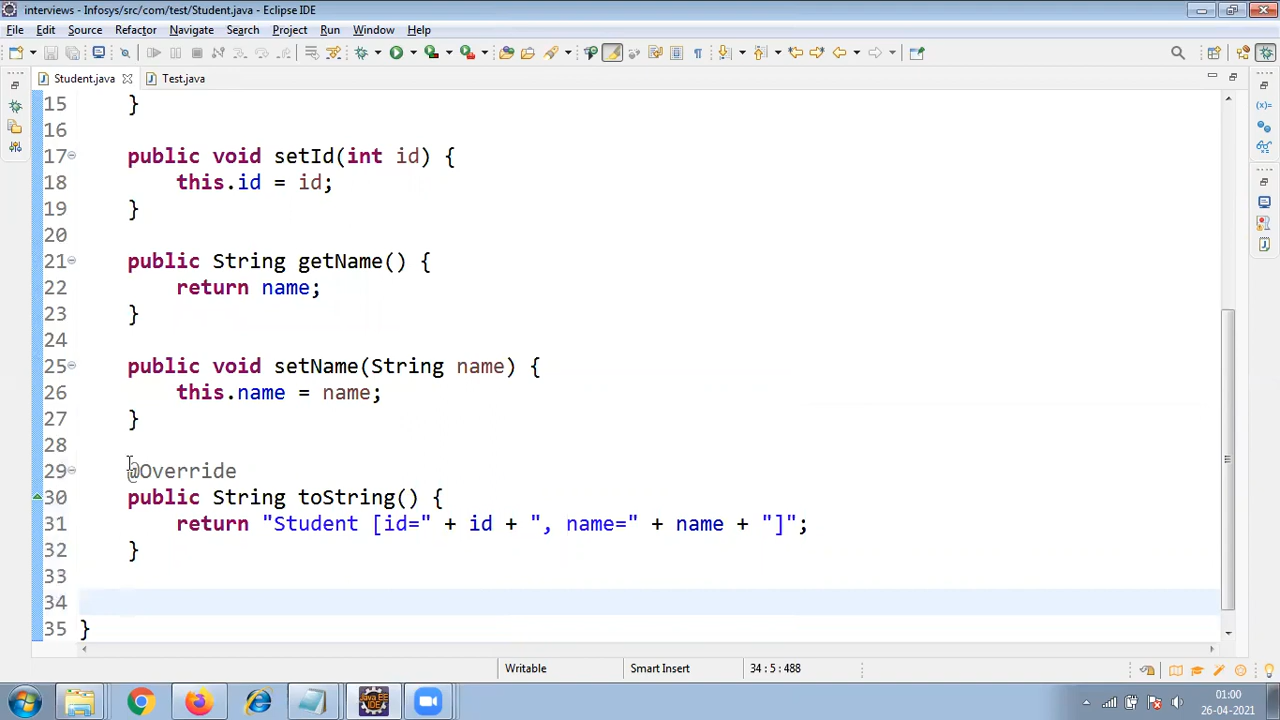 interviews - Infosys/src/com/test/Student.java - Eclipse IDE
File Edit Source Refactor Navigate Search Project Run Window Help
Student.java Test.java
15 }
16
17 public void setId(int id) {
18 this.id = id;
19 }
20
21 public String getName() {
22 return name;
23 }
24
25 public void setName(String name) {
26 this.name = name;
27 }
28
29 @Override
30 public String toString() {
31 return "Student [id=" + id + ", name=" + name + "]";
32 }
33
34
35 }
Writable Smart Insert 34 : 5 : 488
Java EE
IDE
01:00
26-04-2021